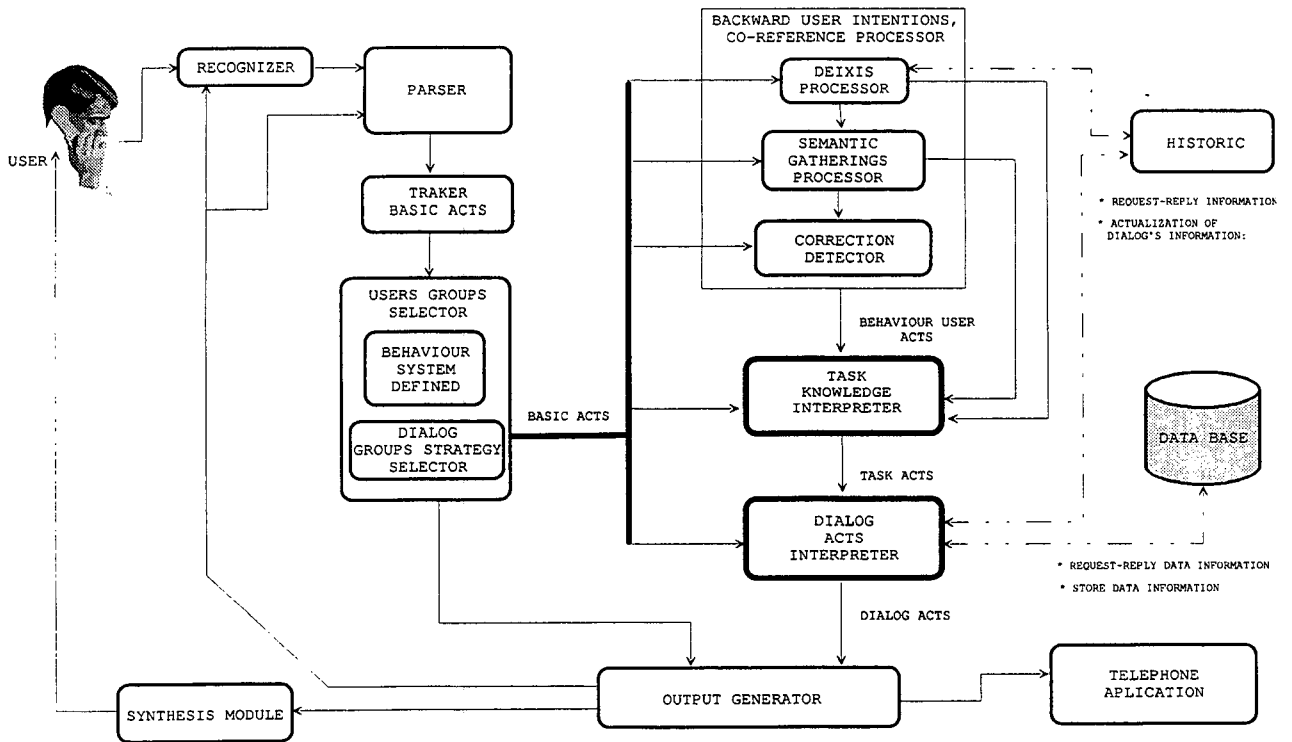 BACKWARD USER INTENTIONS,
CO-REFERENCE PROCESSOR
RECOGNIZER
PARSER
DEIXIS
PROCESSOR
HISTORIC
USER
SEMANTIC
GATHERINGS
PROCESSOR
TRAKER
BASIC ACTS
* REQUEST-REPLY INFORMATION
* ACTUALIZATION OF
DIALOG'S INFORMATION:
CORRECTION
DETECTOR
USERS GROUPS
SELECTOR
BEHAVIOUR
SYSTEM
DEFINED
BEHAVIOUR USER
ACTS
TASK
KNOWLEDGE
INTERPRETER
BASIC ACTS
DIALOG
GROUPS STRATEGY
SELECTOR
DATA BASE
TASK ACTS
DIALOG
ACTS
INTERPRETER
* REQUEST-REPLY DATA INFORMATION
* STORE DATA INFORMATION
DIALOG ACTS
OUTPUT GENERATOR
TELEPHONE
APLICATION
SYNTHESIS MODULE